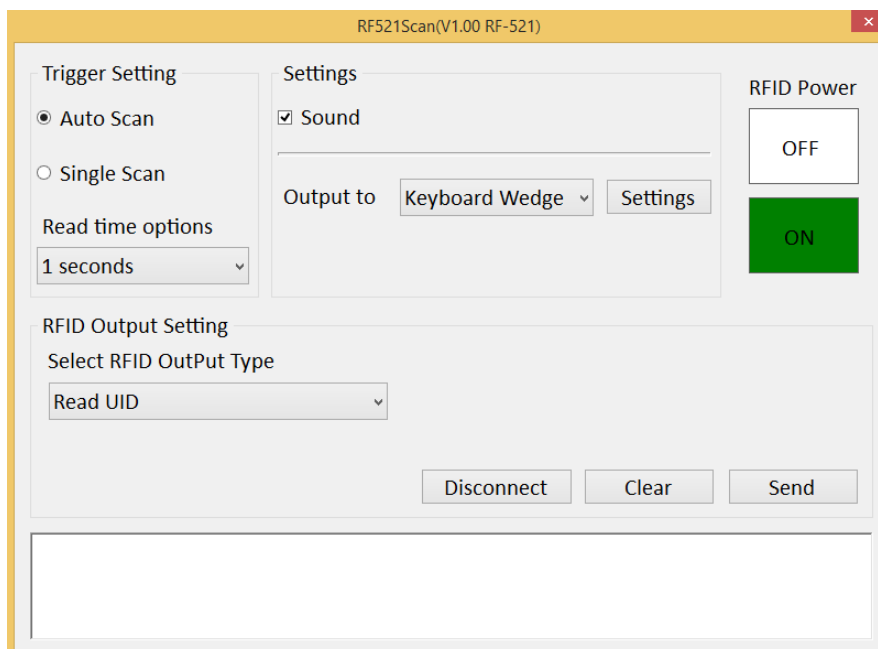 RF521Scan(V1.00 RF-521)
Trigger Setting
Auto Scan
Single Scan
Read time options
1 seconds
Settings
Sound
Output to Keyboard Wedge Settings
RFID Power
OFF
ON
RFID Output Setting
Select RFID OutPut Type
Read UID
Disconnect Clear Send